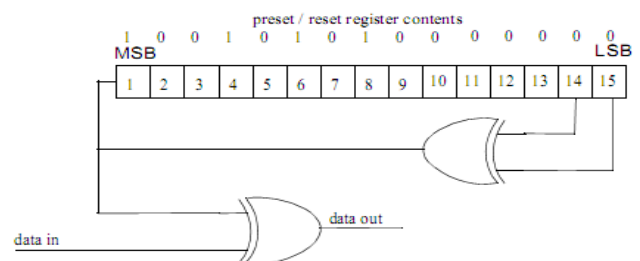 preset / reset register contents
1 0 0 1 0 1 0 1 0 0 0 0 0 0 0
MSB LSB
1 2 3 4 5 6 7 8 9 10 11 12 13 14 15
data out
data in